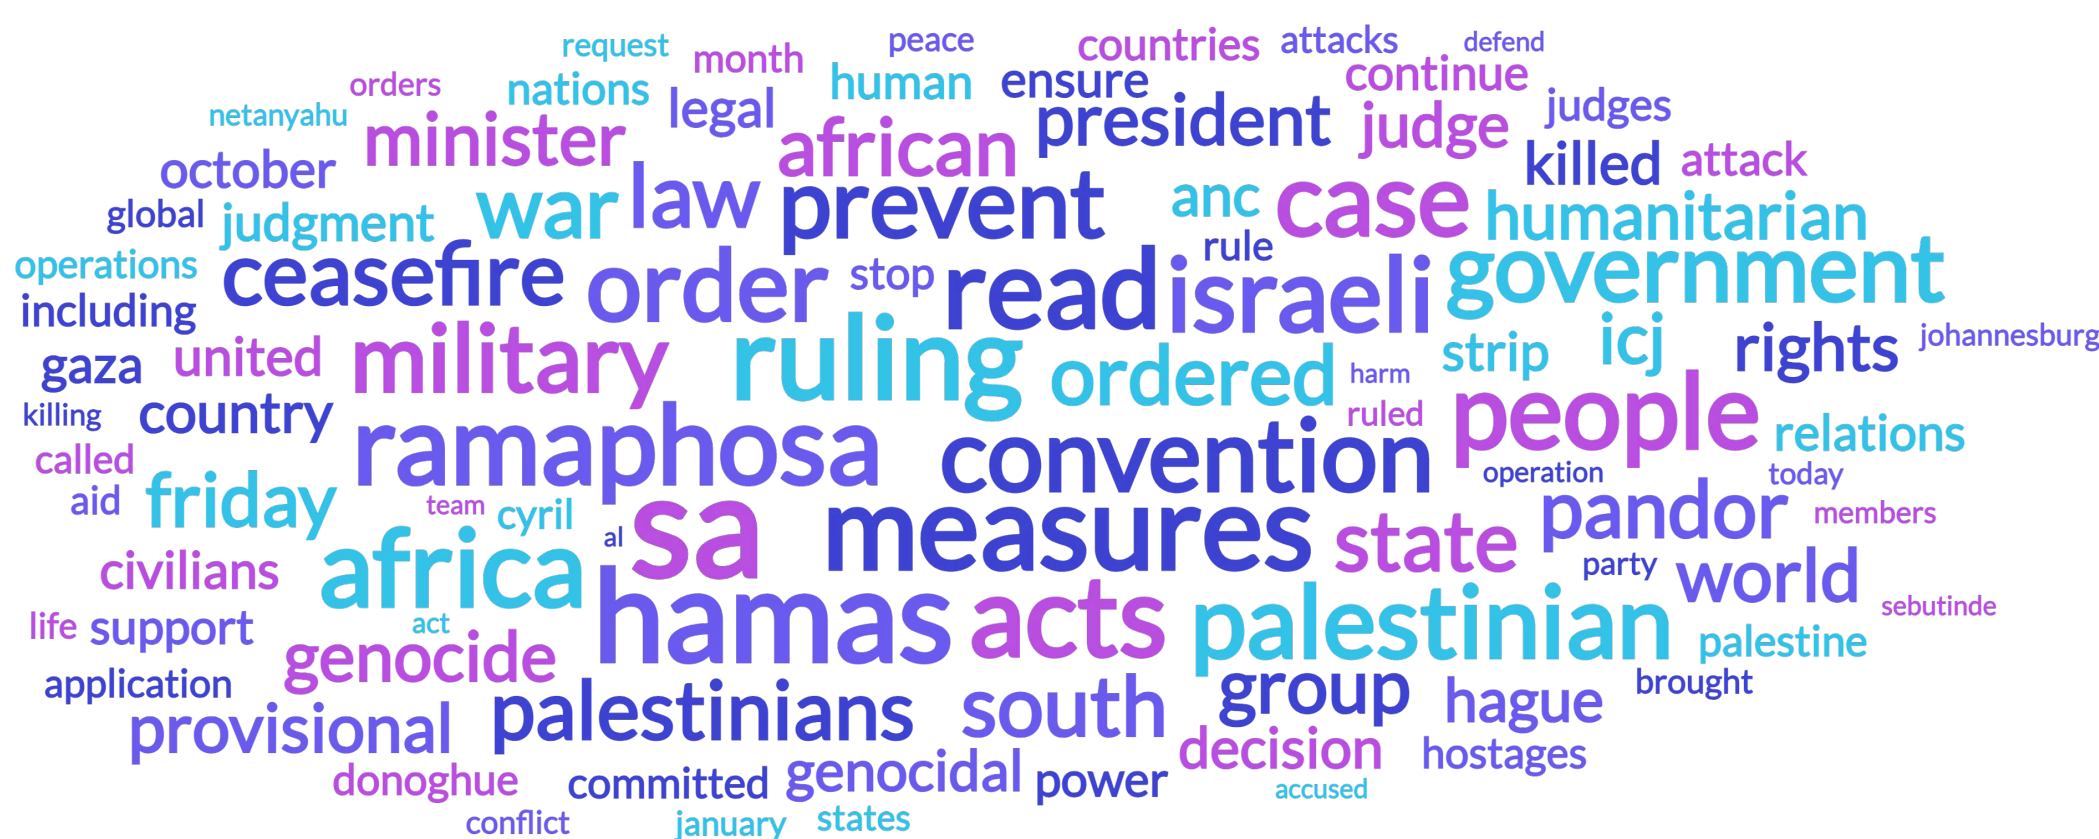 request month peace countries attacks defend
orders nations legal human ensure continue
netanyahu minister african president judge judges
october war law prevent anc case killed attack
global judgment rule humanitarian
operations ceasefire order stop read israeli government
including
gaza united military ruling ordered harm strip icj rights johannesburg
killing country ramaphosa convention ruled people relations
called operation today
aid friday team cyril al sa measures state pandor members
civilians africa party world
life support act hamas acts palestinian palestine sebutinde
application genocide group brought
provisional palestinians south hague
donoghue committed genocidal power decision hostages
accused
conflict january states